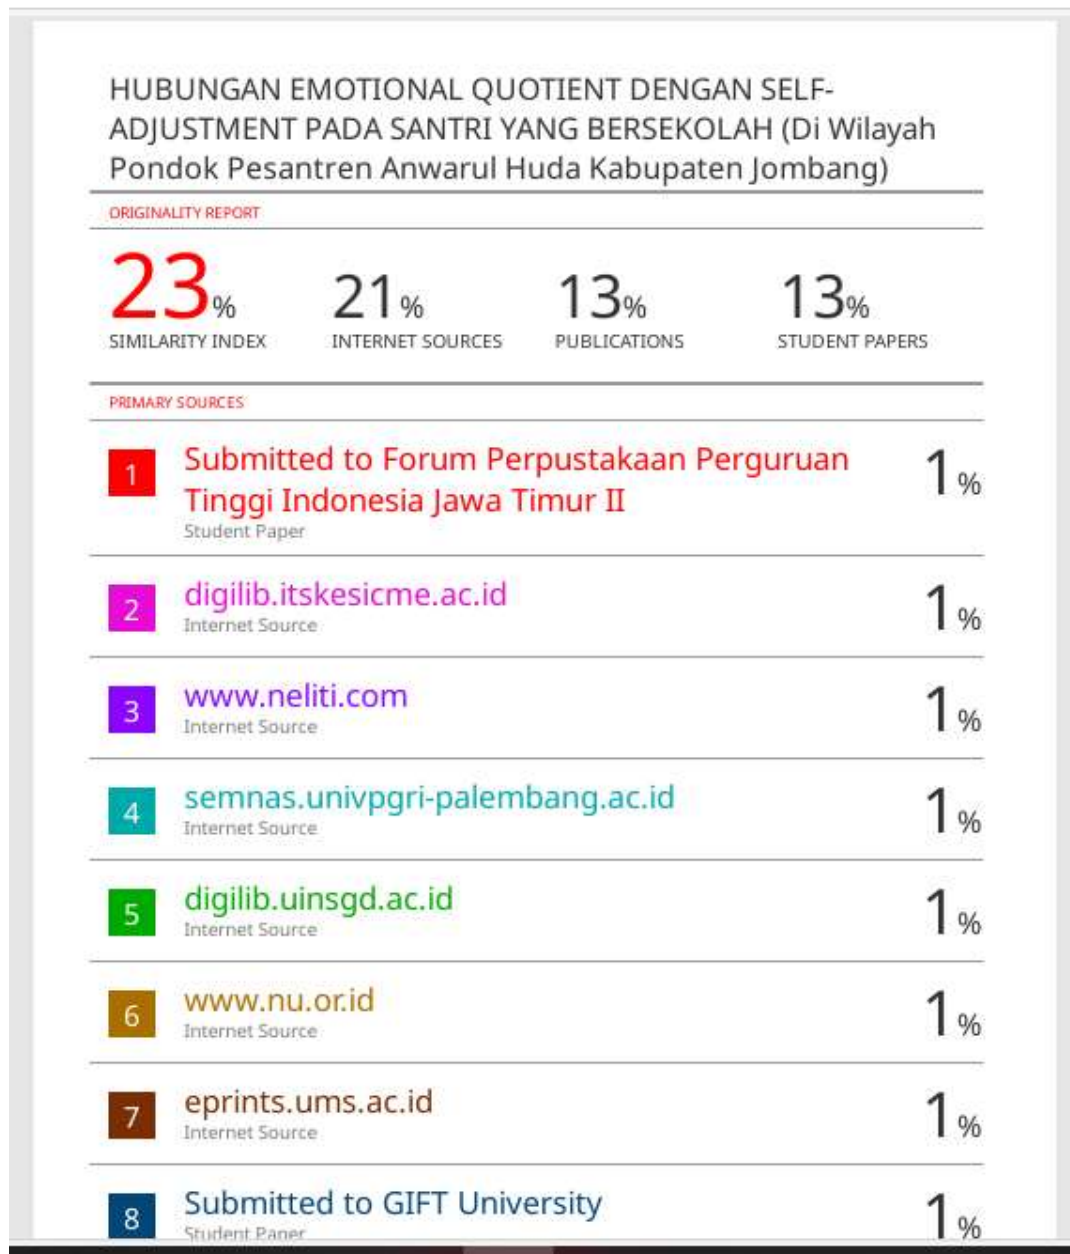 HUBUNGAN EMOTIONAL QUOTIENT DENGAN SELF-
ADJUSTMENT PADA SANTRI YANG BERSEKOLAH (Di Wilayah
Pondok Pesantren Anwarul Huda Kabupaten Jombang)
ORIGINALITY REPORT
23% 21% 13% 13%
SIMILARITY INDEX INTERNET SOURCES PUBLICATIONS STUDENT PAPERS
PRIMARY SOURCES
1 Submitted to Forum Perpustakaan Perguruan 1%
Tinggi Indonesia Jawa Timur II
Student Paper
2 digilib.itskesicme.ac.id 1%
Internet Source
3 www.neliti.com 1%
Internet Source
4 semnas.univpgri-palembang.ac.id 1%
Internet Source
5 digilib.uinsgd.ac.id 1%
Internet Source
6 www.nu.or.id 1%
Internet Source
7 eprints.ums.ac.id 1%
Internet Source
8 Submitted to GIFT University 1%
Student Paper